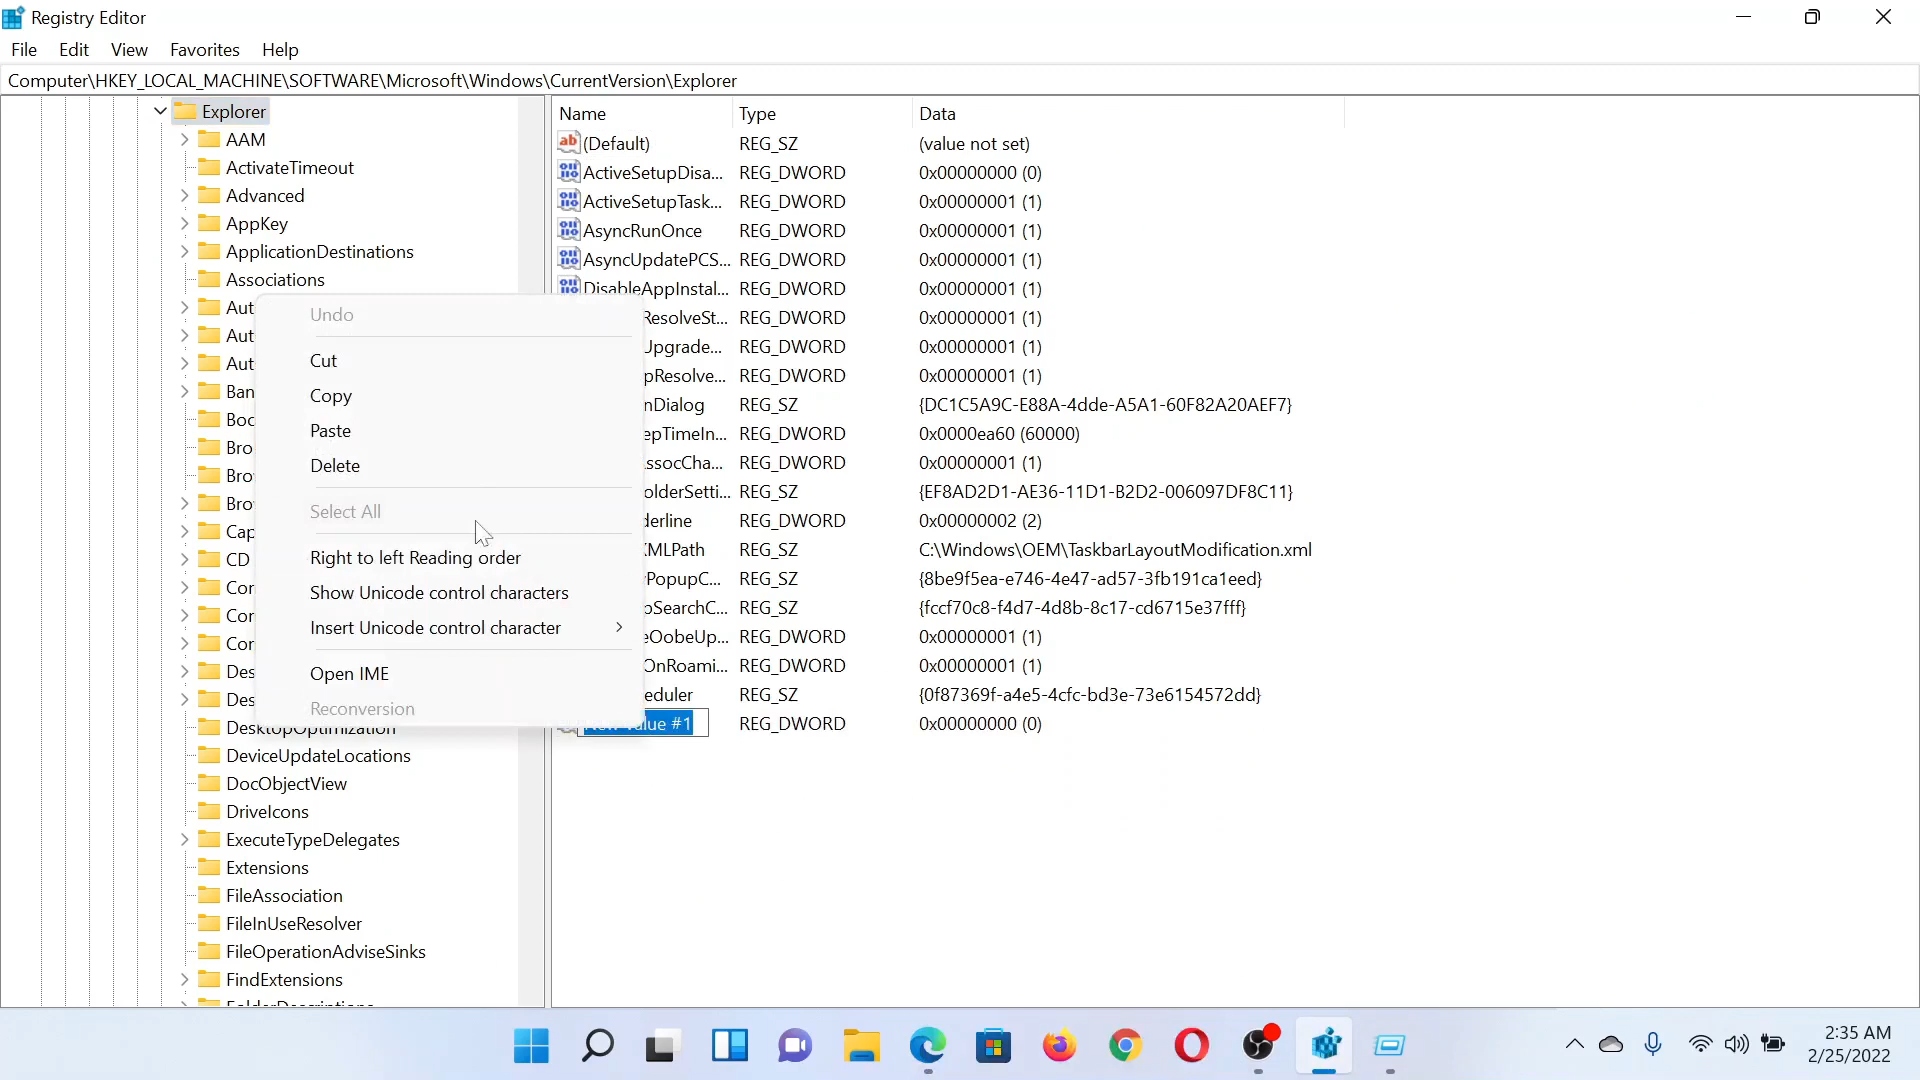 Registry Editor
File Edit View Favorites Help
Computer\HKEY_LOCAL_MACHINE\SOFTWARE\Microsoft\Windows\CurrentVersion\Explorer
Explorer
AAM
ActivateTimeout
Advanced
AppKey
ApplicationDestinations
Associations
Aut
Aut
Aut
Ban
Boo
Bro
Bro
Bro
Cap
CD
Con
Con
Con
Des
Des
DesktopOptimization
DeviceUpdateLocations
DocObjectView
DriveIcons
ExecuteTypeDelegates
Extensions
FileAssociation
FileInUseResolver
FileOperationAdviseSinks
FindExtensions
FolderDescriptions
Undo
Cut
Copy
Paste
Delete
Select All
Right to left Reading order
Show Unicode control characters
Insert Unicode control character
Open IME
Reconversion
Name Type Data
(Default) REG_SZ (value not set)
ActiveSetupDisa... REG_DWORD 0x00000000 (0)
ActiveSetupTask... REG_DWORD 0x00000001 (1)
AsyncRunOnce REG_DWORD 0x00000001 (1)
AsyncUpdatePCS... REG_DWORD 0x00000001 (1)
DisableAppInstal... REG_DWORD 0x00000001 (1)
ResolveSt... REG_DWORD 0x00000001 (1)
Upgrade... REG_DWORD 0x00000001 (1)
pResolve... REG_DWORD 0x00000001 (1)
nDialog REG_SZ {DC1C5A9C-E88A-4dde-A5A1-60F82A20AEF7}
epTimeIn... REG_DWORD 0x0000ea60 (60000)
ssocCha... REG_DWORD 0x00000001 (1)
olderSetti... REG_SZ {EF8AD2D1-AE36-11D1-B2D2-006097DF8C11}
derline REG_DWORD 0x00000002 (2)
XMLPath REG_SZ C:\Windows\OEM\TaskbarLayoutModification.xml
PopupC... REG_SZ {8be9f5ea-e746-4e47-ad57-3fb191ca1eed}
pSearchC... REG_SZ {fccf70c8-f4d7-4d8b-8c17-cd6715e37fff}
eOobeUp... REG_DWORD 0x00000001 (1)
OnRoami... REG_DWORD 0x00000001 (1)
eduler REG_SZ {0f87369f-a4e5-4cfc-bd3e-73e6154572dd}
New Value #1 REG_DWORD 0x00000000 (0)
2:35 AM
2/25/2022